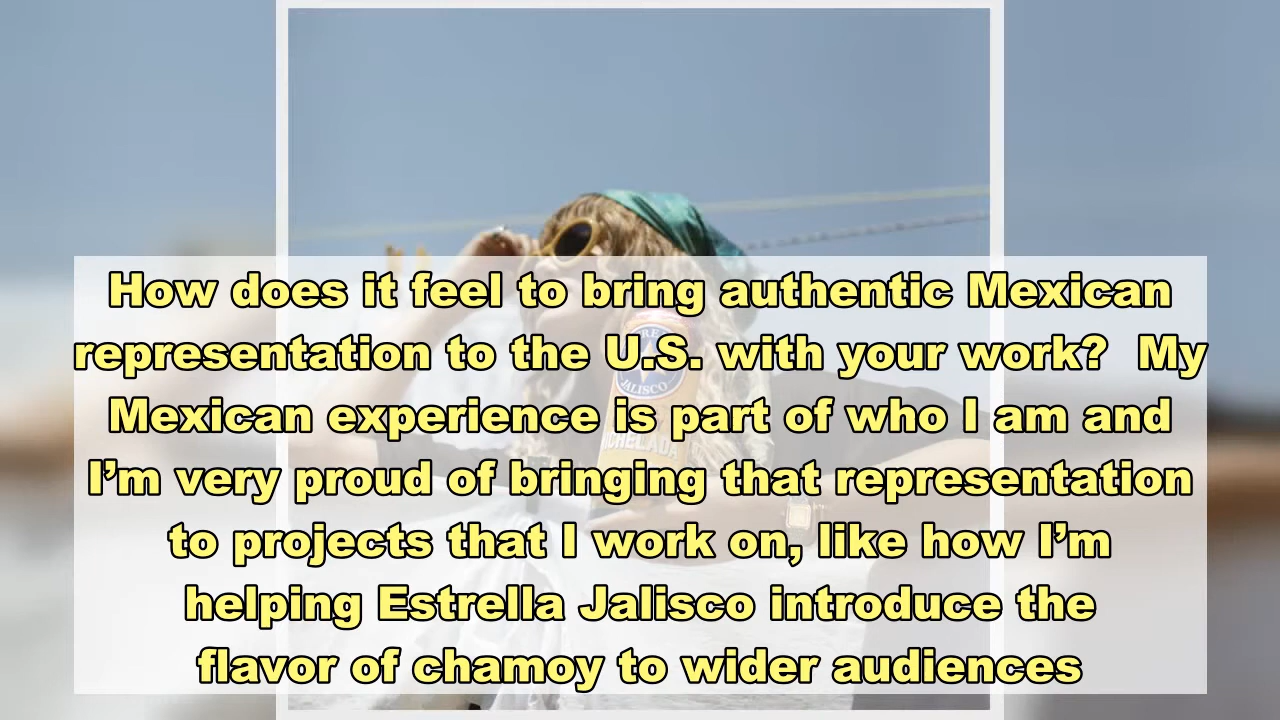 How does it feel to bring authentic Mexican
representation to the U.S. with your work?  My
Mexican experience is part of who I am and
I’m very proud of bringing that representation
to projects that I work on, like how I’m
helping Estrella Jalisco introduce the
flavor of chamoy to wider audiences
JALISCO